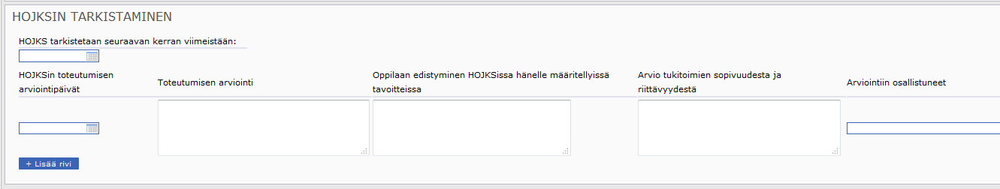 HOJKSIN TARKISTAMINEN
HOJKS tarkistetaan seuraavan kerran viimeistään:
HOJKSin toteutumisen
arviointipäivät
Toteutumisen arviointi
Oppilaan edistyminen HOJKSissa hänelle määritellyissä
tavoitteissa
Arvio tukitoimien sopivuudesta ja
riittävyydestä
Arviointiin osallistuneet
+ Lisää rivi